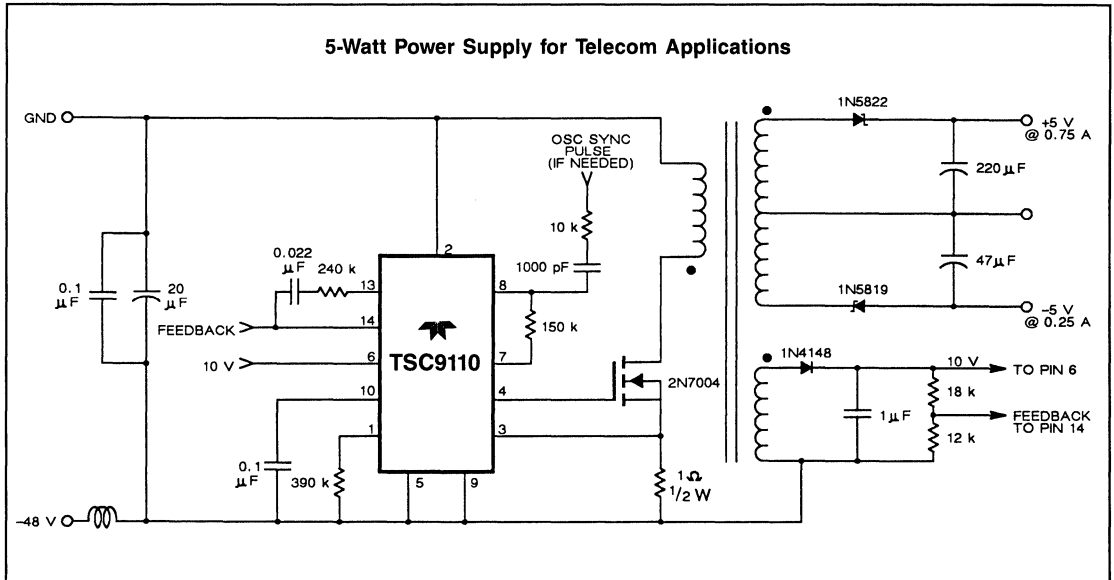 5-Watt Power Supply for Telecom Applications
GND
0.1
μF
20
μF
0.022
μF
240 k
FEEDBACK
10 V
0.1
μF
390 k
-48 V
2
13
14
6
10
1
5
9
8
7
4
3
TSC9110
OSC SYNC
PULSE
(IF NEEDED)
10 k
1000 pF
150 k
2N7004
1 Ω
1/2 W
1N5822
+5 V
@ 0.75 A
220 μF
47 μF
1N5819
-5 V
@ 0.25 A
1N4148
10 V
TO PIN 6
18 k
1 μF
FEEDBACK
TO PIN 14
12 k